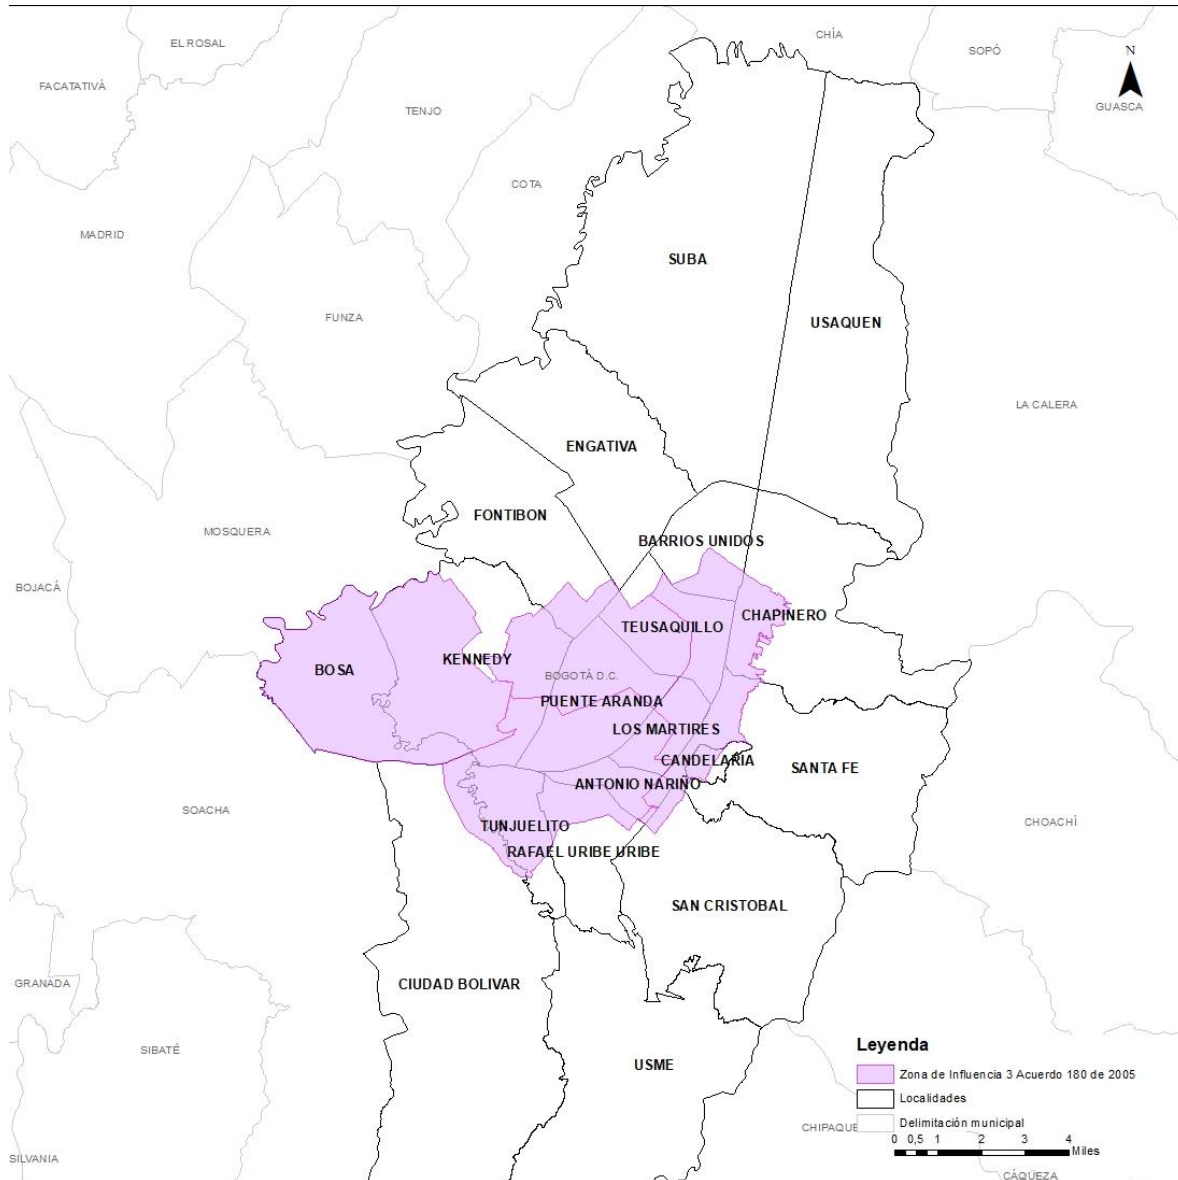 CHÍA
EL ROSAL
SOPÓ
N
FACATATIVÁ
GUASCA
TENJO
COTA
MADRID
SUBA
FUNZA
USAQUEN
LA CALERA
ENGATIVA
FONTIBON
MOSQUERA
BARRIOS UNIDOS
BOJACÁ
CHAPINERO
TEUSAQUILLO
KENNEDY
BOSA
BOGOTÁ D.C.
PUENTE ARANDA
LOS MARTIRES
CANDELARIA
SANTA FE
ANTONIO NARIÑO
SOACHA
CHOACHÍ
TUNJUELITO
RAFAEL URIBE URIBE
SAN CRISTOBAL
GRANADA
CIUDAD BOLIVAR
Leyenda
SIBATÉ
USME
Zona de Influencia 3 Acuerdo 180 de 2005
Localidades
Delimitación municipal
CHIPAQUE
0 0,5 1 2 3 4
Miles
SILVANIA
CÁQUEZA